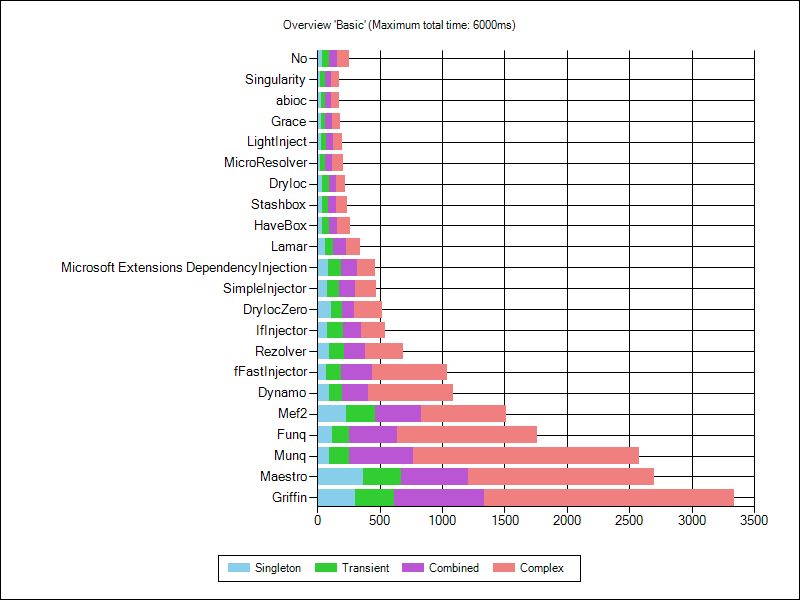 Overview 'Basic' (Maximum total time: 6000ms)
No
Singularity
abioc
Grace
LightInject
MicroResolver
DryIoc
Stashbox
HaveBox
Lamar
Microsoft Extensions DependencyInjection
SimpleInjector
DryIocZero
IfInjector
Rezolver
fFastInjector
Dynamo
Mef2
Funq
Munq
Maestro
Griffin
0 500 1000 1500 2000 2500 3000 3500
Singleton Transient Combined Complex